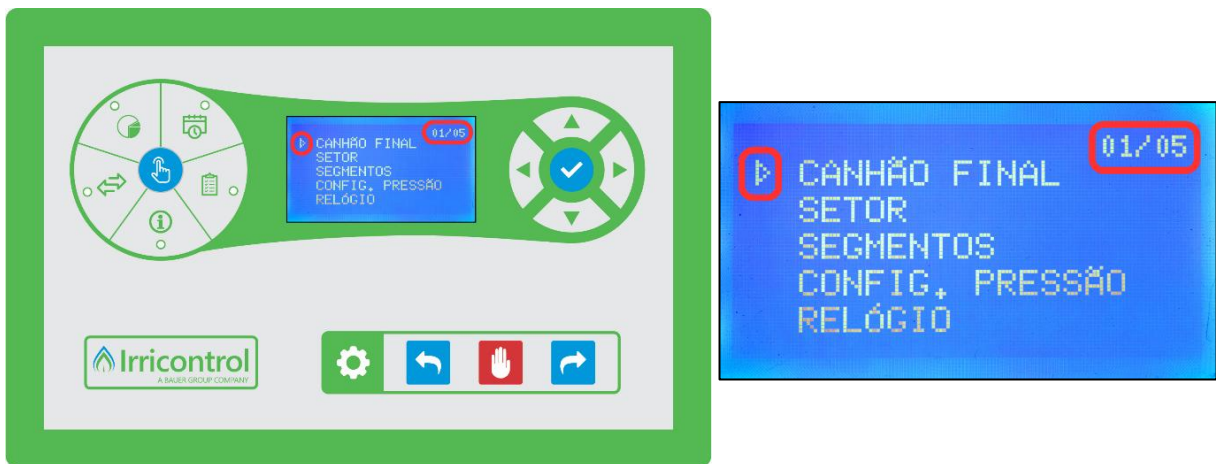 01/05
CANHÃO FINAL
SETOR
SEGMENTOS
CONFIG. PRESSÃO
RELÓGIO
Irricontrol
A BAUER GROUP COMPANY
01/05
CANHÃO FINAL
SETOR
SEGMENTOS
CONFIG. PRESSÃO
RELÓGIO